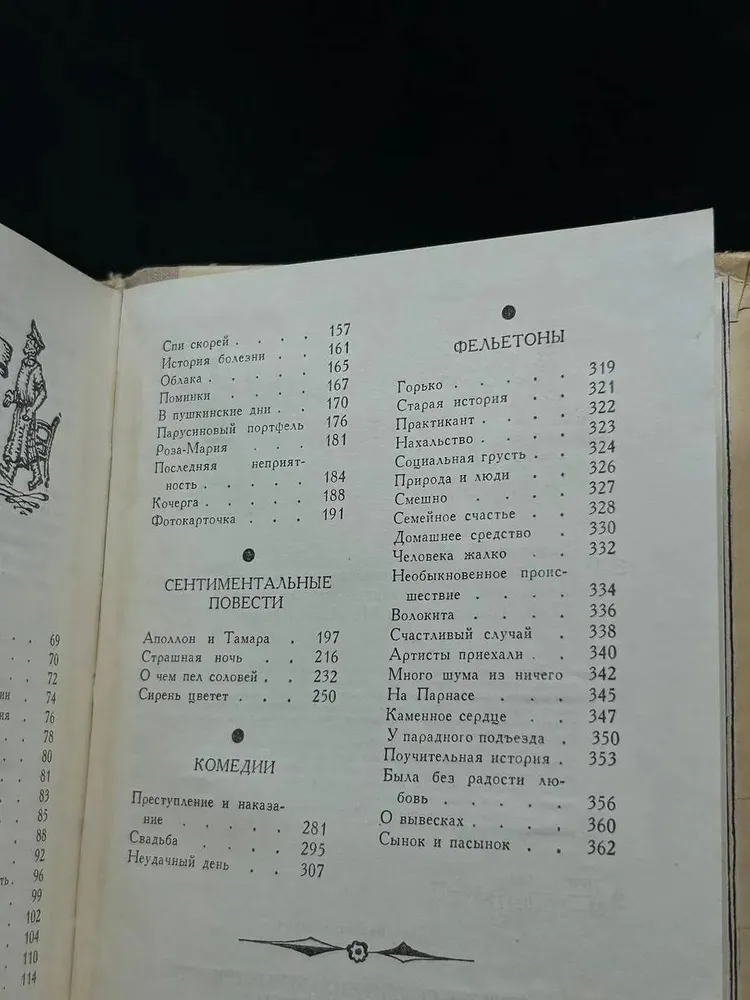 69
70
72
74
76
78
80
81
83
85
88
92
96
99
102
104
110
114
Спи скорей . . . . 157
История болезни . . 161
Облака . . . . . 165
Поминки . . . . 167
В пушкинские дни . . 170
Парусиновый портфель 176
Роза-Мария . . . 181
Последняя неприят-
ность . . . . . 184
Кочерга . . . . . 188
Фотокарточка . . . 191
СЕНТИМЕНТАЛЬНЫЕ
ПОВЕСТИ
Аполлон и Тамара . 197
Страшная ночь . . 216
О чем пел соловей . . 232
Сирень цветет . . . 250
КОМЕДИИ
Преступление и наказа-
ние . . . . . 281
Свадьба . . . . 295
Неудачный день . . 307
ФЕЛЬЕТОНЫ
Горько . . . . . 319
Старая история . . 321
Практикант . . . . 322
Нахальство . . . . 323
Социальная грусть . . 324
Природа и люди . . 326
Смешно . . . . 327
Семейное счастье . . 328
Домашнее средство . 330
Человека жалко . . 332
Необыкновенное проис-
шествие . . . . 334
Волокита . . . . 336
Счастливый случай . 338
Артисты приехали . . 340
Много шума из ничего 342
На Парнасе . . . 345
Каменное сердце . . 347
У парадного подъезда . 350
Поучительная история . 353
Была без радости лю-
бовь . . . . . 356
О вывесках . . . . 360
Сынок и пасынок . . 362